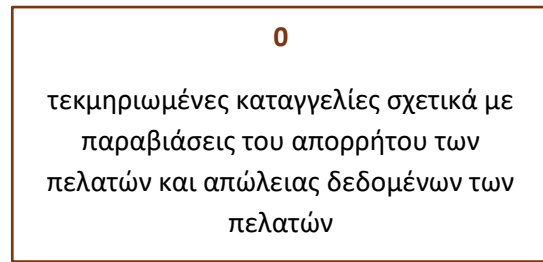 0
τεκμηριωμένες καταγγελίες σχετικά με
παραβιάσεις του απορρήτου των
πελατών και απώλειας δεδομένων των
πελατών